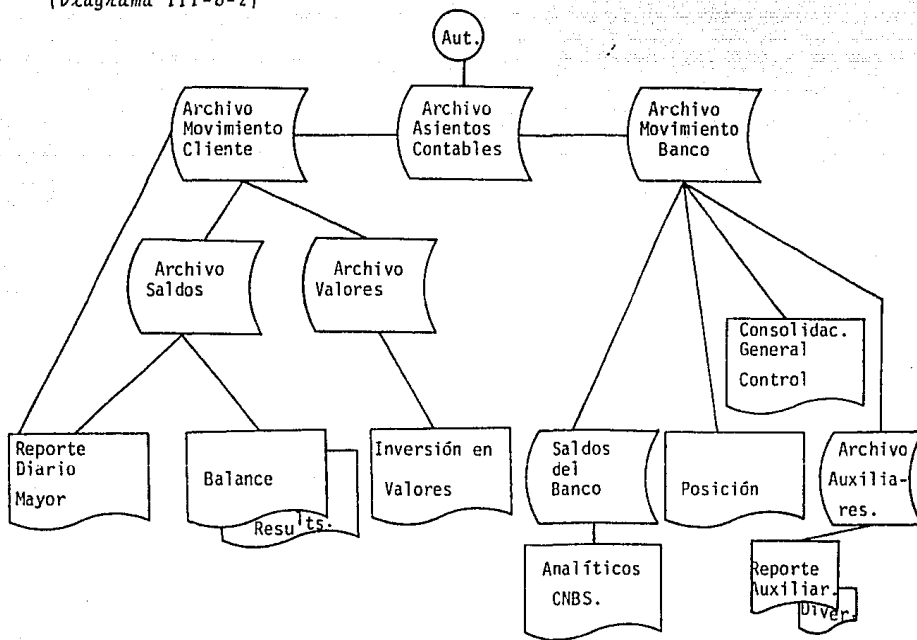 (Diagrama III-6-2)
Aut.
Archivo
Movimiento
Cliente
Archivo
Asientos
Contables
Archivo
Movimiento
Banco
Archivo
Saldos
Archivo
Valores
Consolidac.
General
Control
Reporte
Diario
Mayor
Balance
Results.
Inversión en
Valores
Saldos
del
Banco
Posición
Archivo
Auxilia-
res.
Analíticos
CNBS.
Reporte
Auxiliar.
Diver.